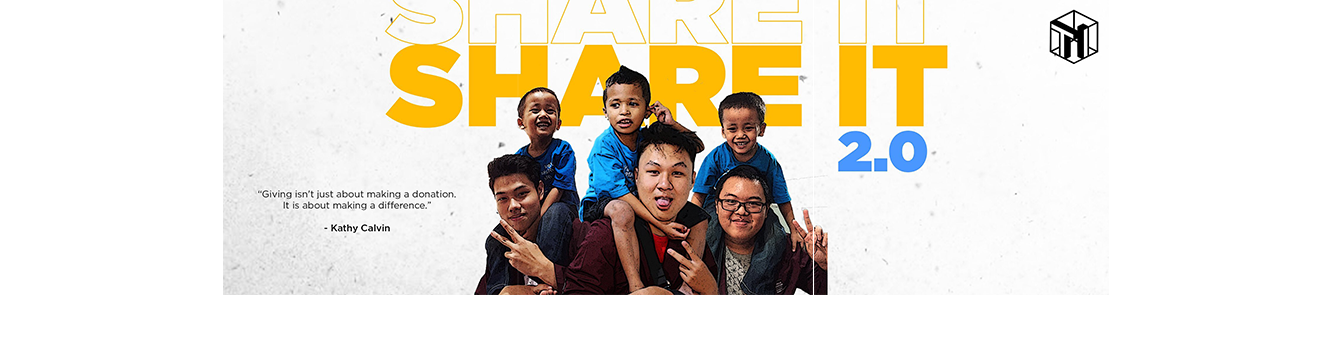 SHARE IT
SHARE IT
2.0
“Giving isn't just about making a donation.
It is about making a difference.”
- Kathy Calvin